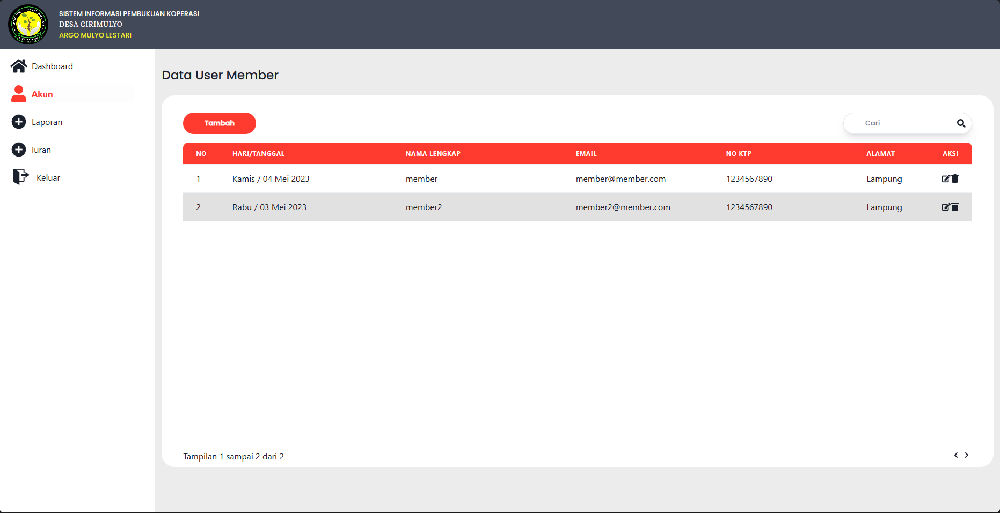 SISTEM INFORMASI PEMBUKUAN KOPERASI
DESA GIRIMULYO
ARGO MULYO LESTARI
Dashboard
Akun
Laporan
Iuran
Keluar
Data User Member
Tambah
Cari
NO HARI/TANGGAL NAMA LENGKAP EMAIL NO KTP ALAMAT AKSI
1 Kamis / 04 Mei 2023 member member@member.com 1234567890 Lampung
2 Rabu / 03 Mei 2023 member2 member2@member.com 1234567890 Lampung
Tampilan 1 sampai 2 dari 2